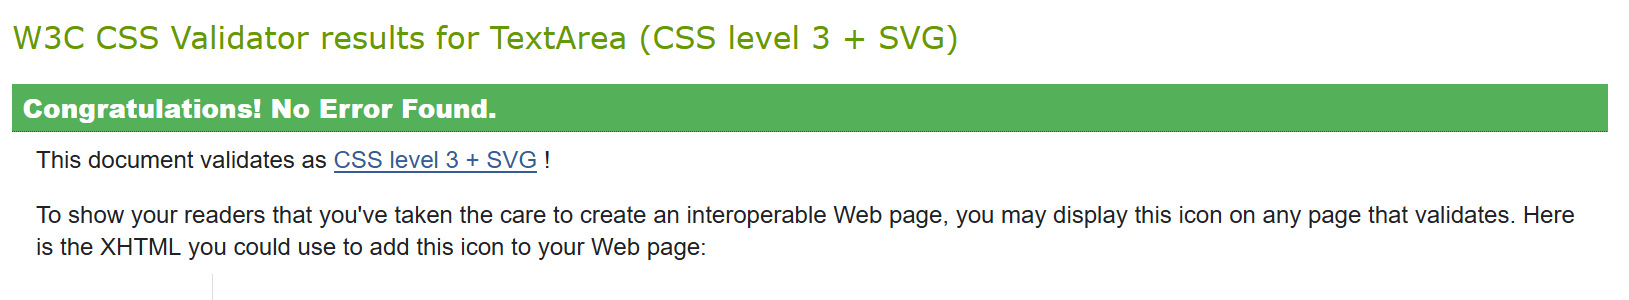 W3C CSS Validator results for TextArea (CSS level 3 + SVG)
Congratulations! No Error Found.
This document validates as CSS level 3 + SVG !
To show your readers that you've taken the care to create an interoperable Web page, you may display this icon on any page that validates. Here
is the XHTML you could use to add this icon to your Web page: